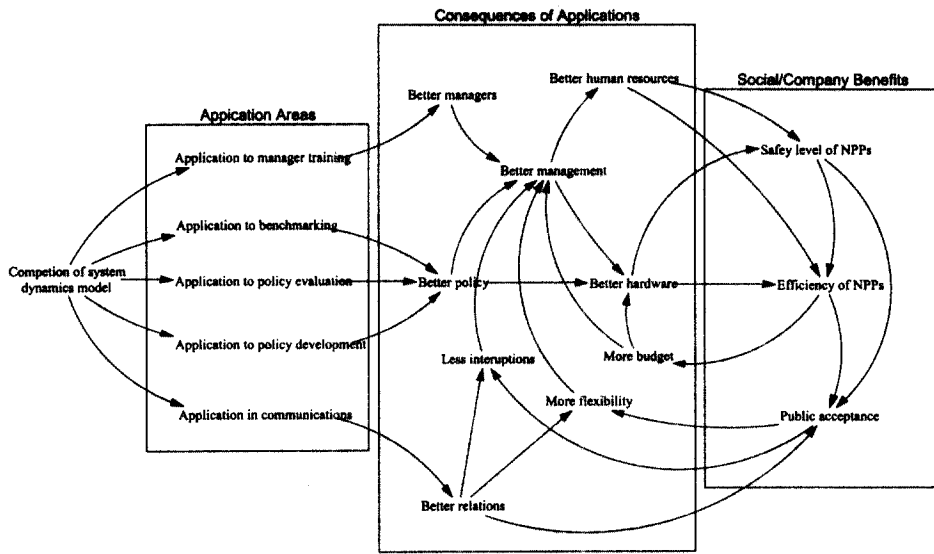 Consequences of Applications
Better human resources
Social/Company Benefits
Better managers
Appication Areas
Application to manager training
Safey level of NPPs
Better management
Application to benchmarking
Competion of system
dynamics model
Application to policy evaluation
Better policy
Better hardware
Efficiency of NPPs
Application to policy development
Less interuptions
More budget
More flexibility
Application in communications
Public acceptance
Better relations